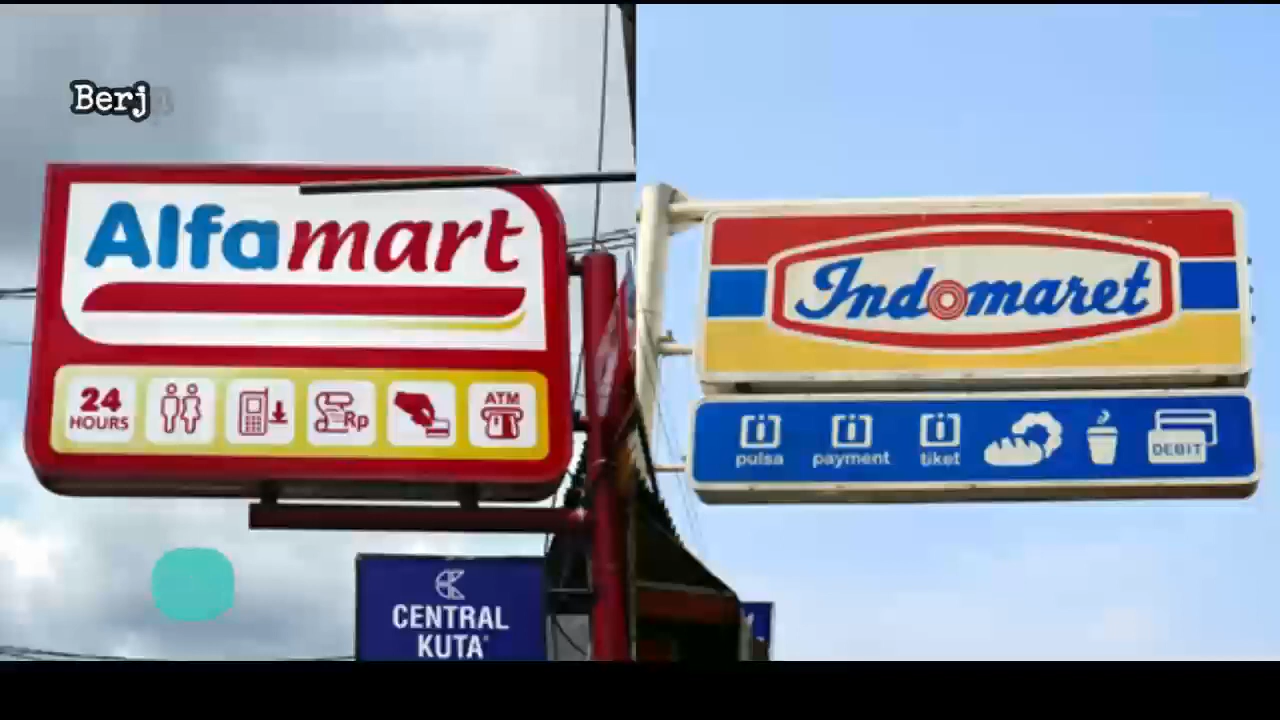 Berj
Alfamart
24
HOURS
Rp
ATM
CENTRAL
KUTA
Indomaret
pulsa
payment
tiket
DEBIT